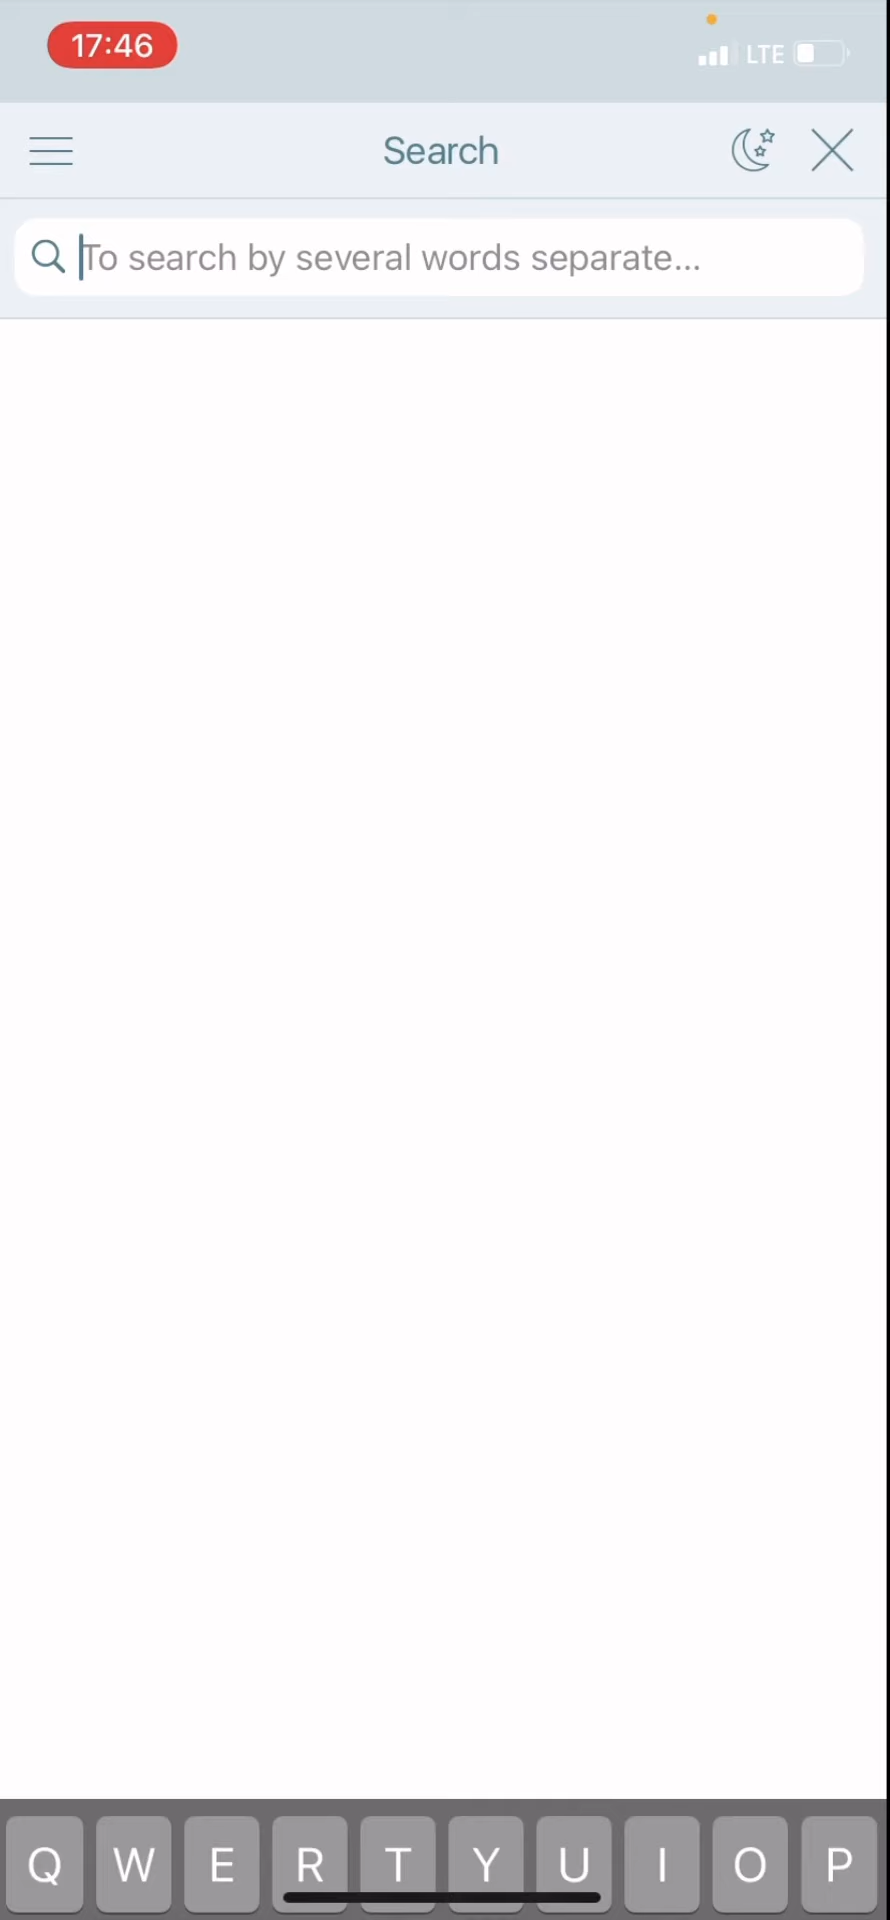 17:46
LTE
Search
To search by several words separate...
Q W E R T Y U I O P